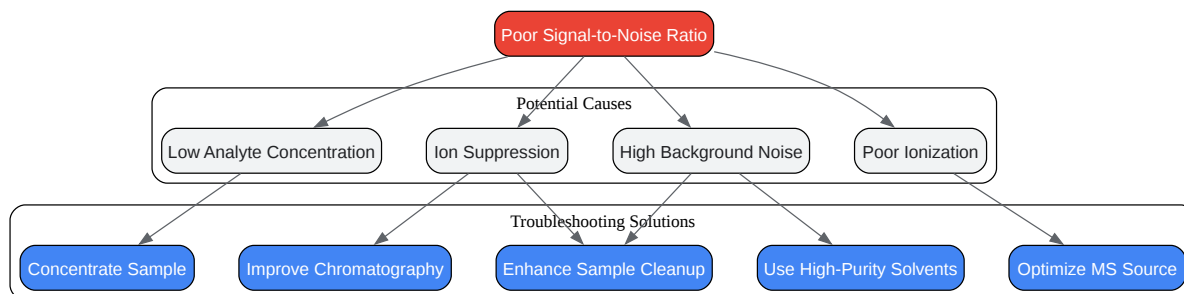 Poor Signal-to-Noise Ratio
Potential Causes
Low Analyte Concentration
Ion Suppression
High Background Noise
Poor Ionization
Troubleshooting Solutions
Concentrate Sample
Improve Chromatography
Enhance Sample Cleanup
Use High-Purity Solvents
Optimize MS Source